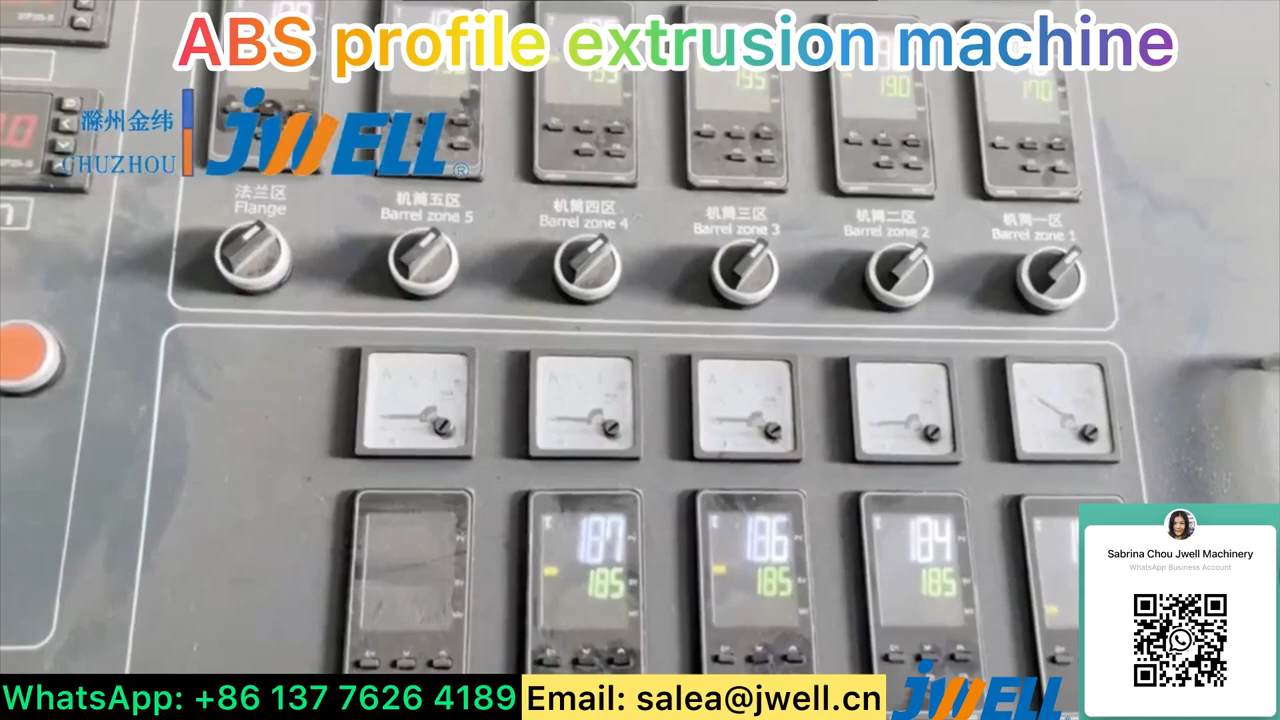 ABS profile extrusion machine
滁州金纬
CHUZHOU
JWELL®
195
190
170
法兰区
Flange
机筒五区
Barrel zone 5
机筒四区
Barrel zone 4
机筒三区
Barrel zone 3
机筒二区
Barrel zone 2
机筒一区
Barrel zone 1
187
185
186
185
184
185
Sabrina Chou Jwell Machinery
WhatsApp Business Account
WhatsApp: +86 137 7626 4189
Email: salea@jwell.cn
JWELL